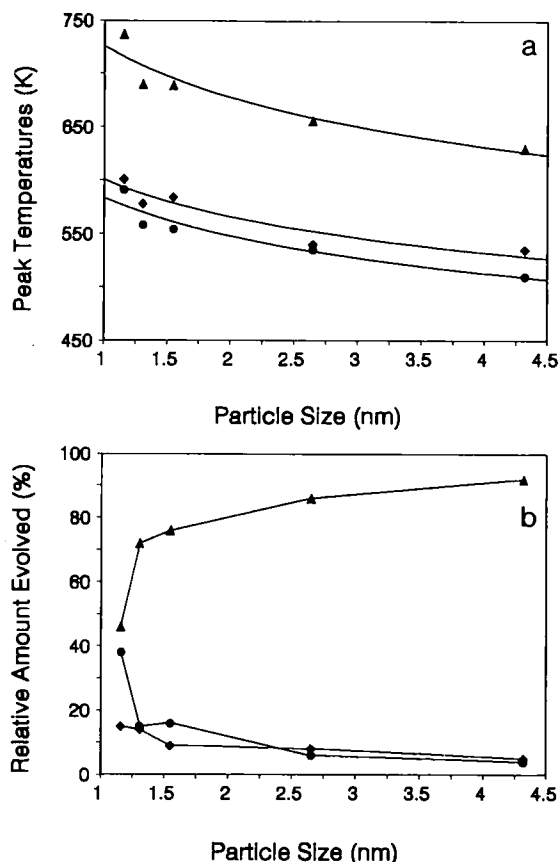 a
Peak Temperatures (K)
750
650
550
450
1 1.5 2 2.5 3 3.5 4 4.5
Particle Size (nm)
b
Relative Amount Evolved (%)
100
80
60
40
20
0
1 1.5 2 2.5 3 3.5 4 4.5
Particle Size (nm)